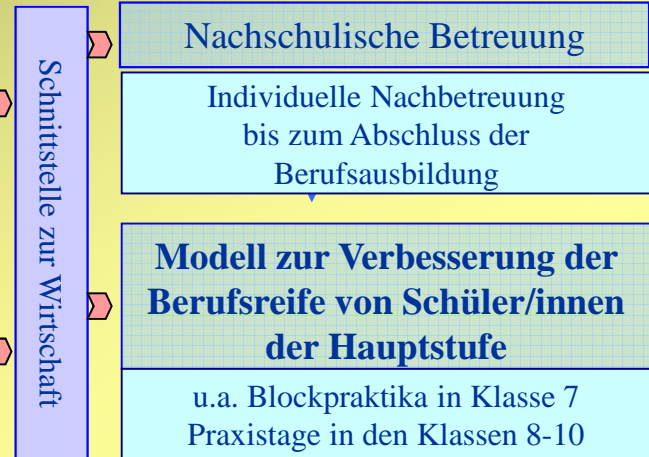 Schnittstelle zur Wirtschaft
Nachschulische Betreuung
Individuelle Nachbetreuung
bis zum Abschluss der
Berufsausbildung
Modell zur Verbesserung der
Berufsreife von Schüler/innen
der Hauptstufe
u.a. Blockpraktika in Klasse 7
Praxistage in den Klassen 8-10